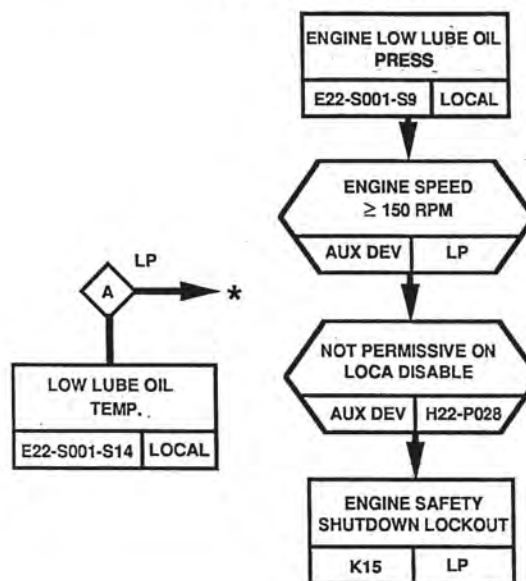 ENGINE LOW LUBE OIL
PRESS
E22-S001-S9 LOCAL
ENGINE SPEED
≥ 150 RPM
AUX DEV LP
LP
A
*
NOT PERMISSIVE ON
LOCA DISABLE
AUX DEV H22-P028
LOW LUBE OIL
TEMP.
E22-S001-S14 LOCAL
ENGINE SAFETY
SHUTDOWN LOCKOUT
K15 LP